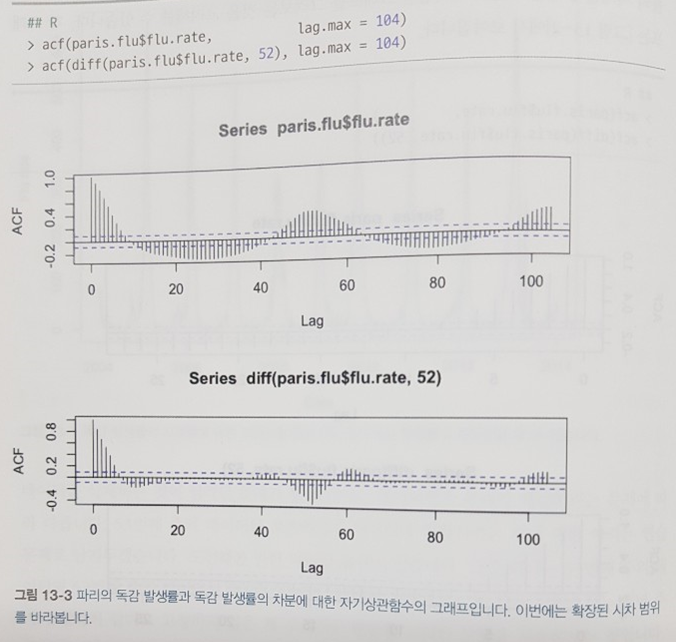 ## R
> acf(paris.flu$flu.rate, lag.max = 104)
> acf(diff(paris.flu$flu.rate, 52), lag.max = 104)
Series paris.flu$flu.rate
ACF
1.0
0.4
-0.2
0 20 40 60 80 100
Lag
Series diff(paris.flu$flu.rate, 52)
ACF
0.8
0.2
-0.4
0 20 40 60 80 100
Lag
그림 13-3 파리의 독감 발생률과 독감 발생률의 차분에 대한 자기상관함수의 그래프입니다. 이번에는 확장된 시차 범위
를 바라봅니다.